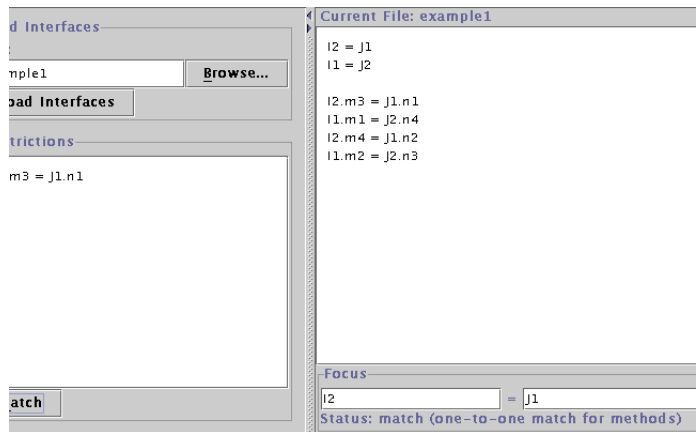 d Interfaces
:
mple1
Browse...
oad Interfaces
trictions
.m3 = J1.n1
atch
Current File: example1
I2 = J1
I1 = J2
I2.m3 = J1.n1
I1.m1 = J2.n4
I2.m4 = J1.n2
I1.m2 = J2.n3
Focus
I2 = J1
Status: match (one-to-one match for methods)